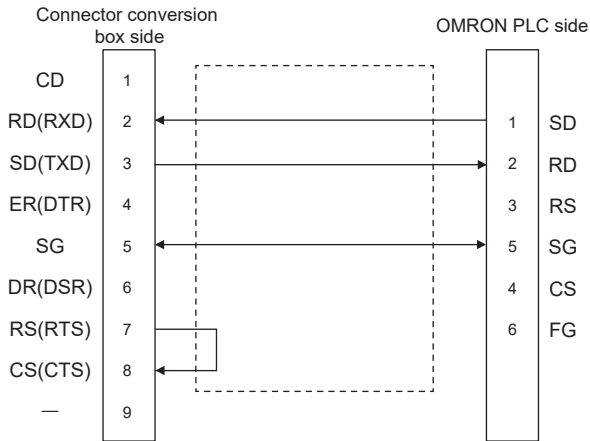 Connector conversion
box side
OMRON PLC side
CD 1
RD(RXD) 2 1 SD
SD(TXD) 3 2 RD
ER(DTR) 4 3 RS
SG 5 5 SG
DR(DSR) 6 4 CS
RS(RTS) 7 6 FG
CS(CTS) 8
— 9